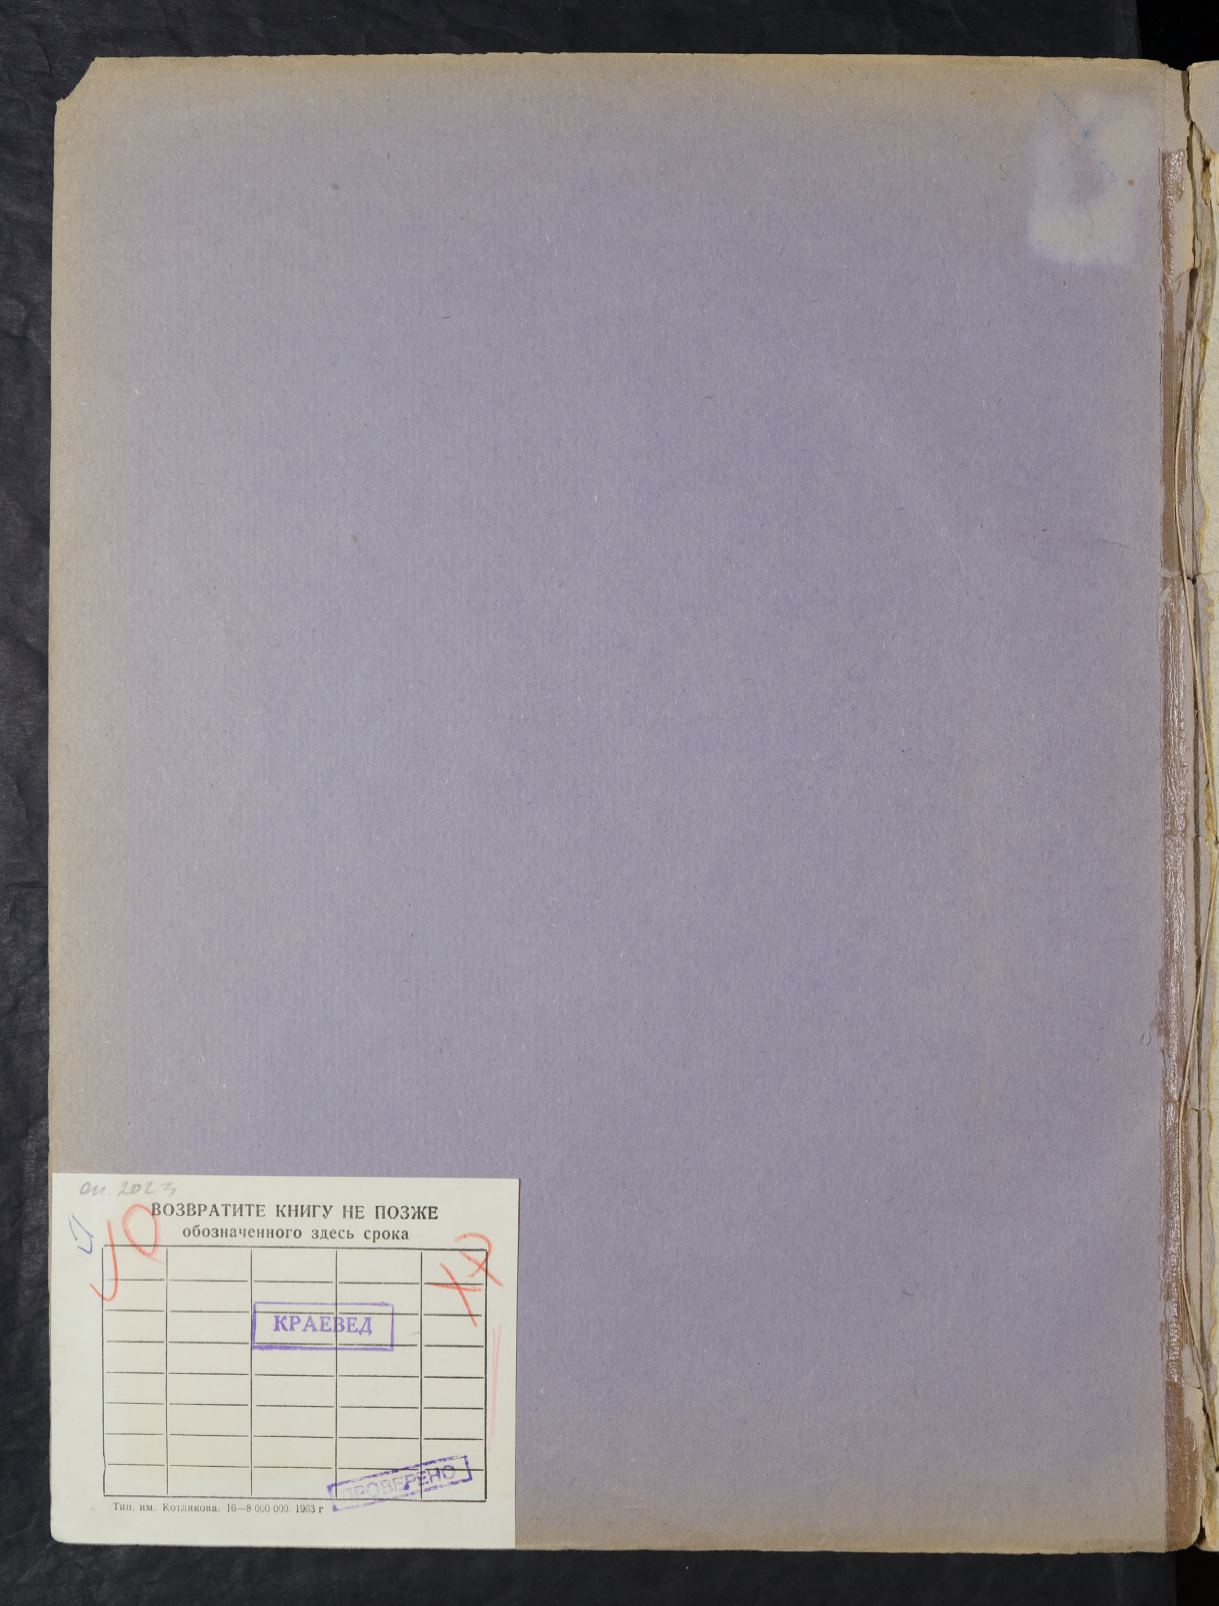 оп. 2023
ВОЗВРАТИТЕ КНИГУ НЕ ПОЗЖЕ
обозначенного здесь срока
КРАЕВЕД
ПРОВЕРЕНО
Тип. им. Котлякова. 16—8 000 000. 1963 г